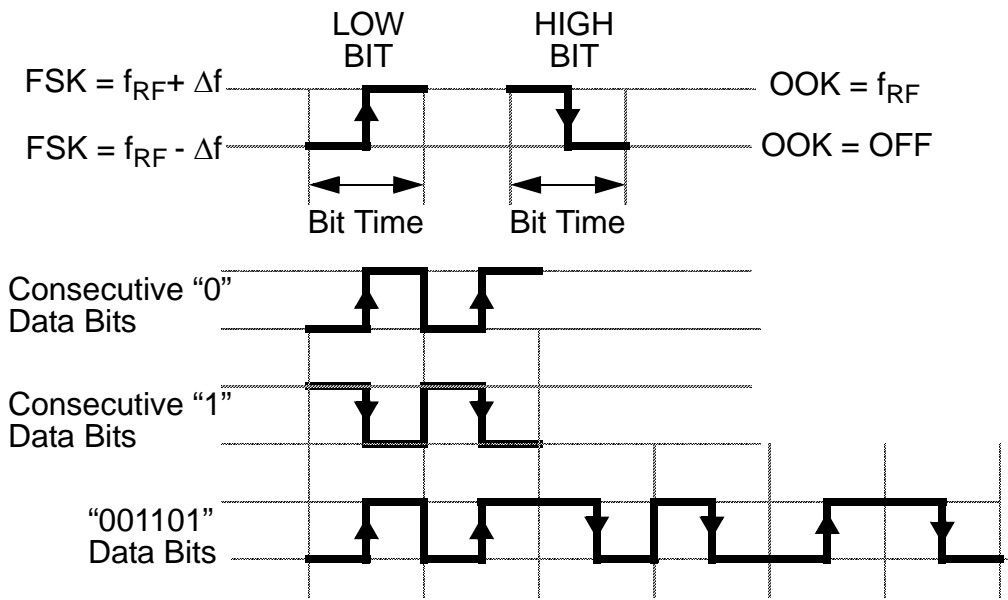 LOW
BIT
HIGH
BIT
FSK = fRF+ Δf
OOK = fRF
FSK = fRF - Δf
OOK = OFF
Bit Time
Bit Time
Consecutive “0”
Data Bits
Consecutive “1”
Data Bits
“001101”
Data Bits